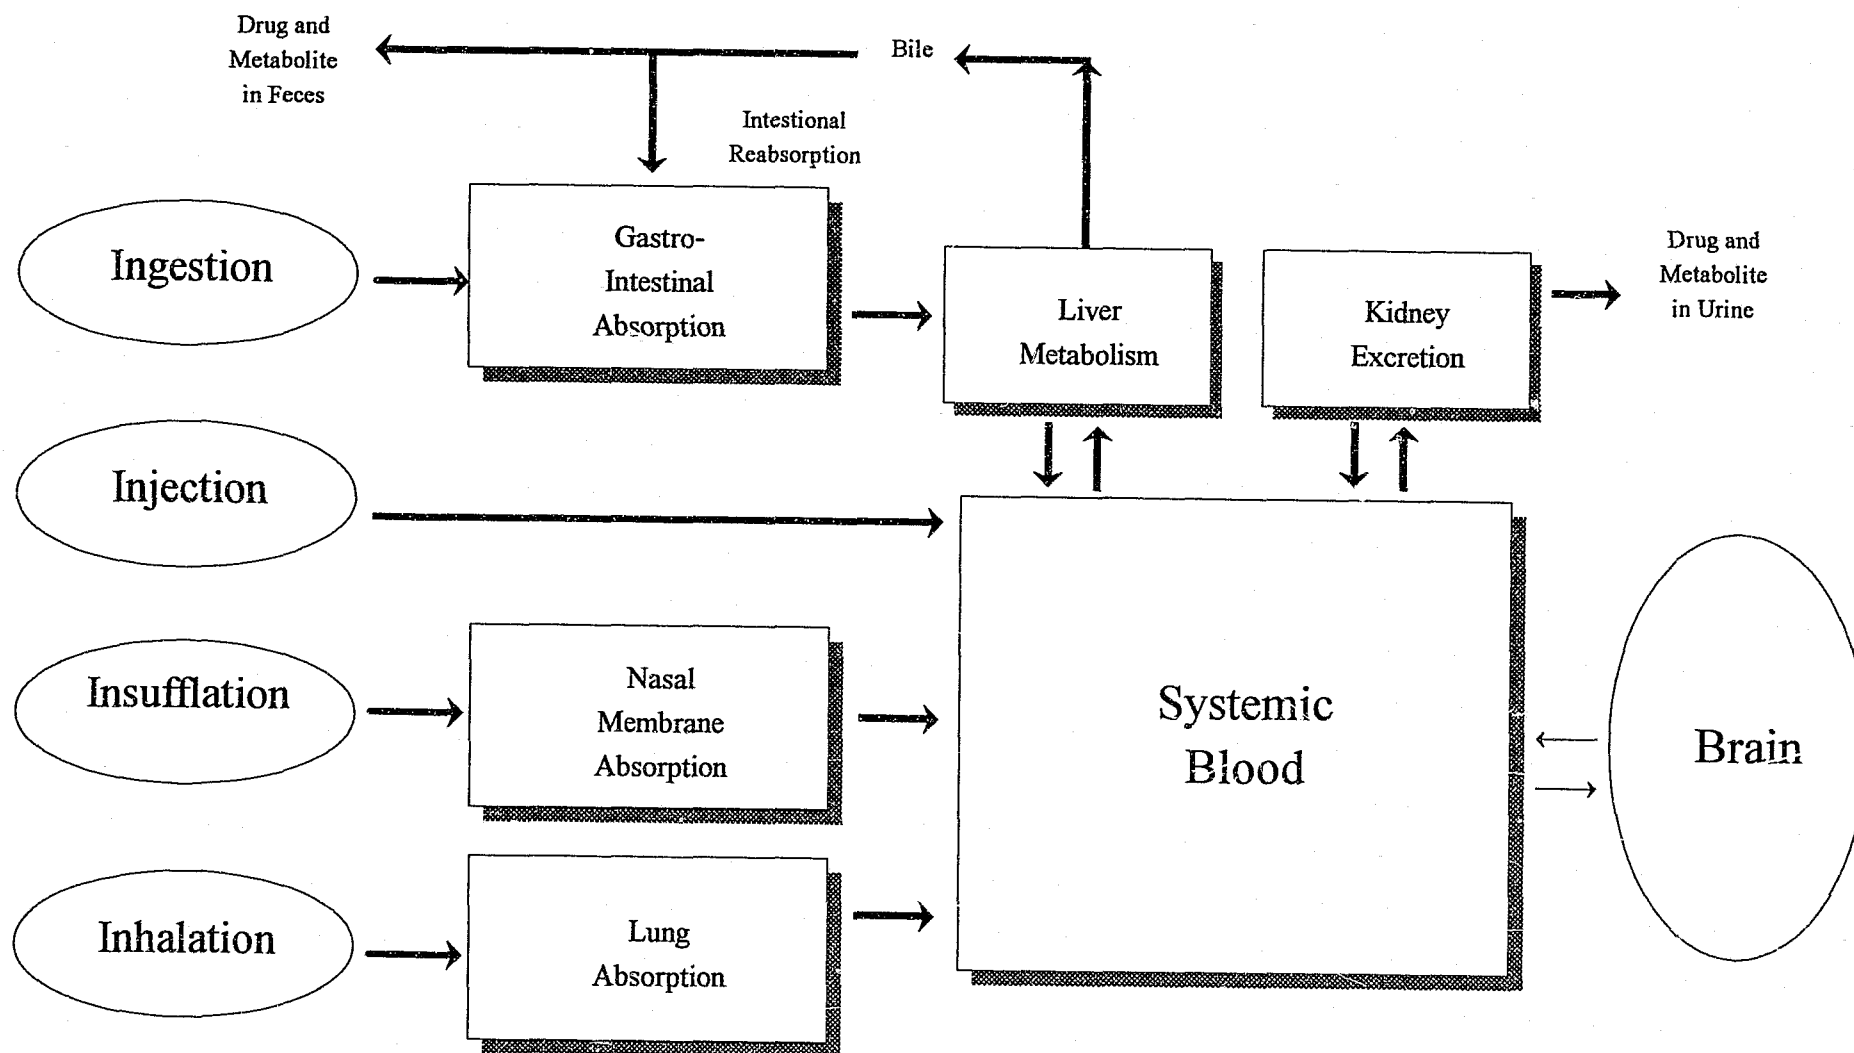 Drug and
Metabolite
in Feces
Bile
Intestional
Reabsorption
Ingestion
Gastro-
Intestinal
Absorption
Liver
Metabolism
Kidney
Excretion
Drug and
Metabolite
in Urine
Injection
Insufflation
Nasal
Membrane
Absorption
Systemic
Blood
Brain
Inhalation
Lung
Absorption